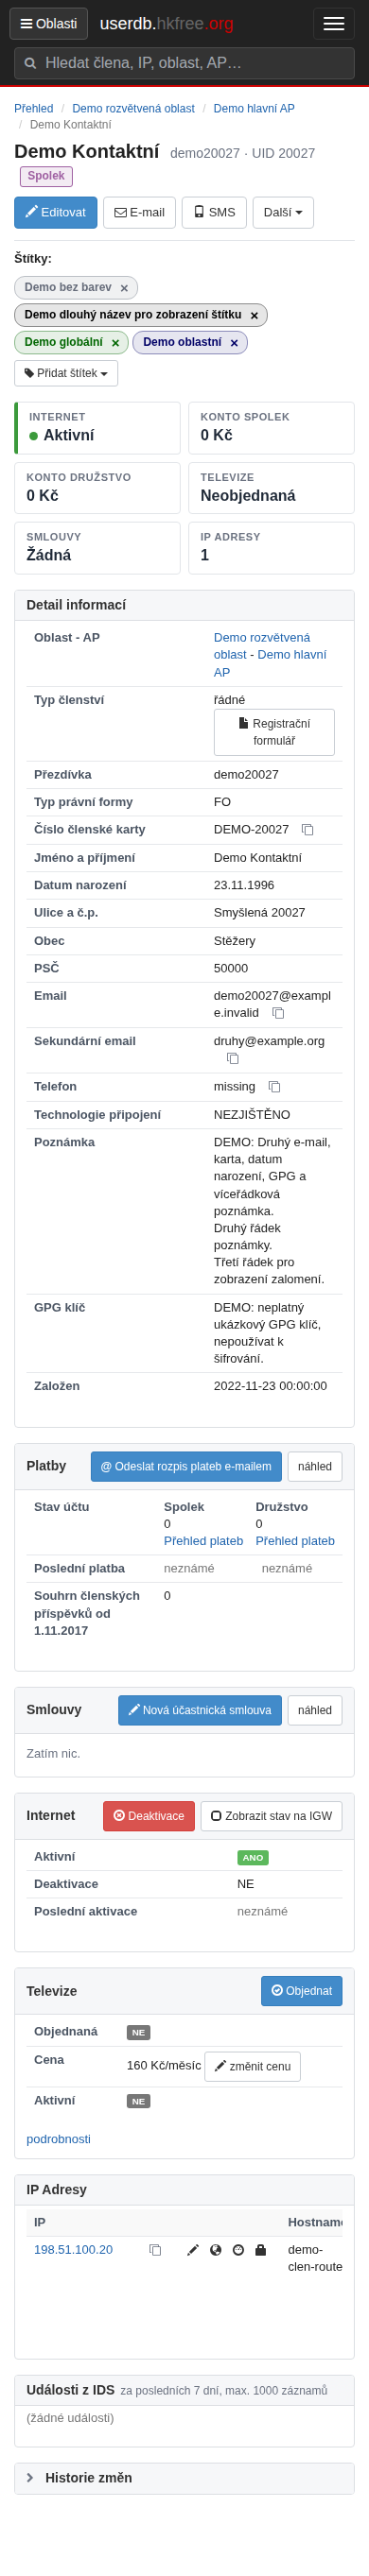 Oblasti userdb.hkfree.org
Hledat člena, IP, oblast, AP…
Přehled / Demo rozvětvená oblast / Demo hlavní AP
/ Demo Kontaktní
Demo Kontaktní demo20027 · UID 20027
Spolek
Editovat E-mail SMS Další
Štítky:
Demo bez barev ×
Demo dlouhý název pro zobrazení štítku ×
Demo globální × Demo oblastní ×
Přidat štítek
INTERNET
Aktivní
KONTO SPOLEK
0 Kč
KONTO DRUŽSTVO
0 Kč
TELEVIZE
Neobjednaná
SMLOUVY
Žádná
IP ADRESY
1
Detail informací
Oblast - AP Demo rozvětvená
oblast - Demo hlavní
AP
Typ členství řádné
Registrační
formulář
Přezdívka demo20027
Typ právní formy FO
Číslo členské karty DEMO-20027
Jméno a příjmení Demo Kontaktní
Datum narození 23.11.1996
Ulice a č.p. Smyšlená 20027
Obec Stěžery
PSČ 50000
Email demo20027@exampl
e.invalid
Sekundární email druhy@example.org
Telefon missing
Technologie připojení NEZJIŠTĚNO
Poznámka DEMO: Druhý e-mail,
karta, datum
narození, GPG a
víceřádková
poznámka.
Druhý řádek
poznámky.
Třetí řádek pro
zobrazení zalomení.
GPG klíč DEMO: neplatný
ukázkový GPG klíč,
nepoužívat k
šifrování.
Založen 2022-11-23 00:00:00
Platby @ Odeslat rozpis plateb e-mailem náhled
Stav účtu Spolek Družstvo
0 0
Přehled plateb Přehled plateb
Poslední platba neznámé neznámé
Souhrn členských 0
příspěvků od
1.11.2017
Smlouvy Nová účastnická smlouva náhled
Zatím nic.
Internet Deaktivace Zobrazit stav na IGW
Aktivní ANO
Deaktivace NE
Poslední aktivace neznámé
Televize Objednat
Objednaná NE
Cena 160 Kč/měsíc změnit cenu
Aktivní NE
podrobnosti
IP Adresy
IP Hostname
198.51.100.20 demo-
clen-route
Události z IDS za posledních 7 dní, max. 1000 záznamů
(žádné události)
Historie změn